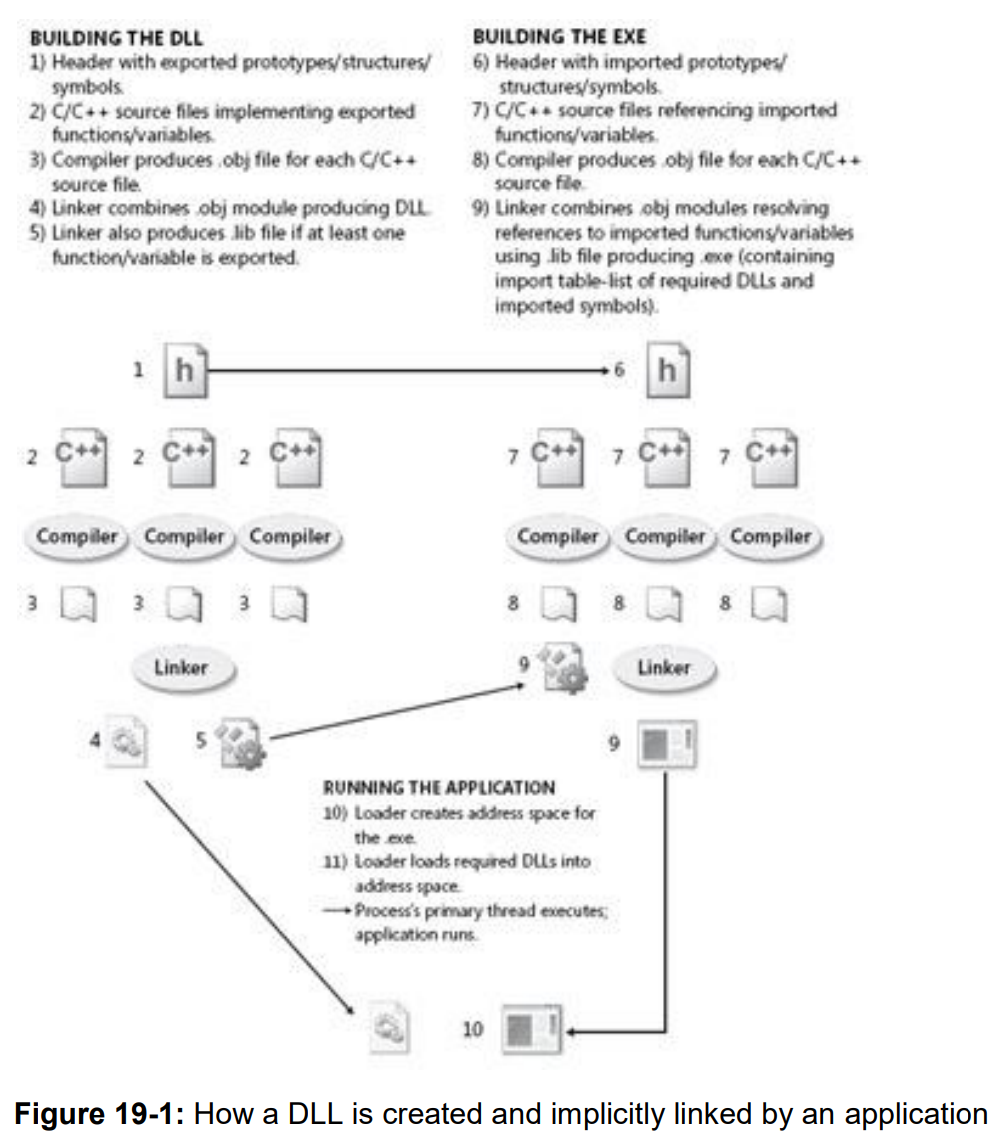 BUILDING THE DLL
1) Header with exported prototypes/structures/
symbols.
2) C/C++ source files implementing exported
functions/variables.
3) Compiler produces .obj file for each C/C++
source file.
4) Linker combines .obj module producing DLL.
5) Linker also produces .lib file if at least one
function/variable is exported.
BUILDING THE EXE
6) Header with imported prototypes/
structures/symbols.
7) C/C++ source files referencing imported
functions/variables.
8) Compiler produces .obj file for each C/C++
source file.
9) Linker combines .obj modules resolving
references to imported functions/variables
using .lib file producing .exe (containing
import table-list of required DLLs and
imported symbols).
1 h 6 h
2 C++ 2 C++ 2 C++ 7 C++ 7 C++ 7 C++
Compiler Compiler Compiler Compiler Compiler Compiler
3 3 3 8 8 8
Linker 9 Linker
4 5 9
RUNNING THE APPLICATION
10) Loader creates address space for
the .exe.
11) Loader loads required DLLs into
address space.
Process's primary thread executes;
application runs.
10
Figure 19-1: How a DLL is created and implicitly linked by an application